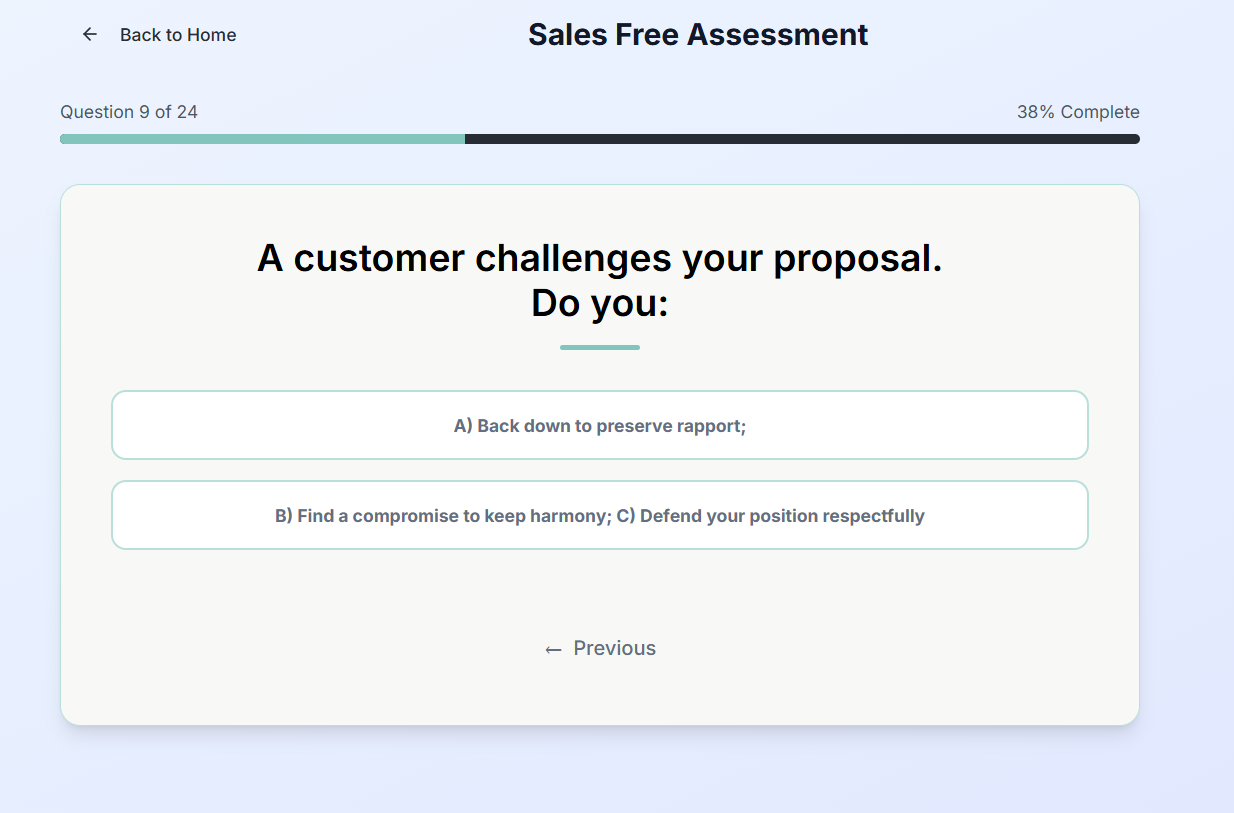 ← Back to Home
Sales Free Assessment
Question 9 of 24
38% Complete
A customer challenges your proposal.
Do you:
A) Back down to preserve rapport;
B) Find a compromise to keep harmony; C) Defend your position respectfully
← Previous